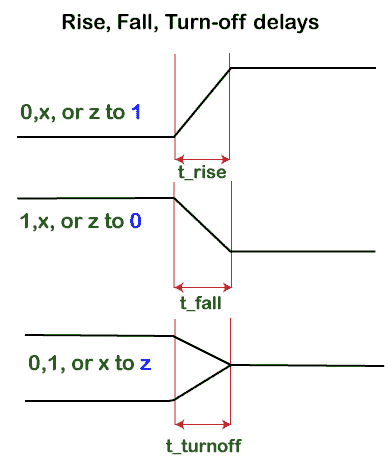 Rise, Fall, Turn-off delays
0,x, or z to 1
t_rise
1,x, or z to 0
t_fall
0,1, or x to z
t_turnoff